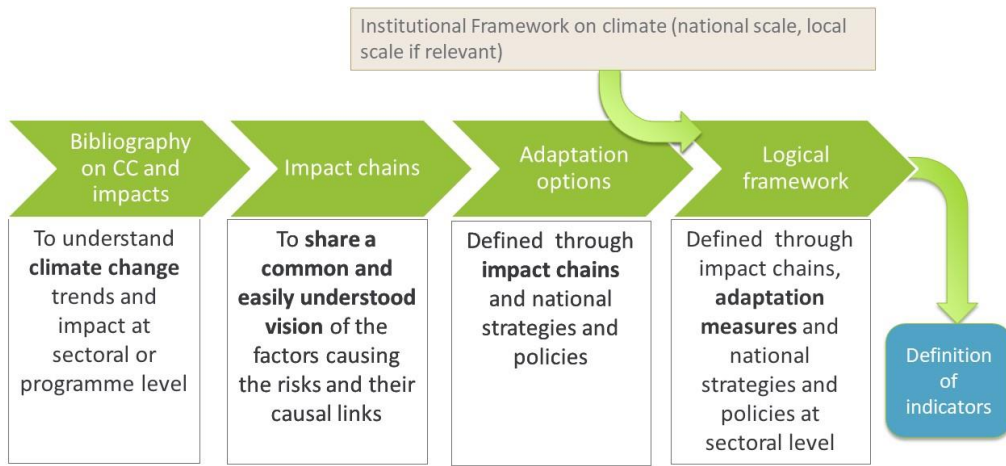 Institutional Framework on climate (national scale, local
scale if relevant)
Bibliography
on CC and
impacts
Impact chains
Adaptation
options
Logical
framework
To understand
climate change
trends and
impact at
sectoral or
programme level
To share a
common and
easily understood
vision of the
factors causing
the risks and their
causal links
Defined through
impact chains
and national
strategies and
policies
Defined through
impact chains,
adaptation
measures and
national
strategies and
policies at
sectoral level
Definition
of
indicators